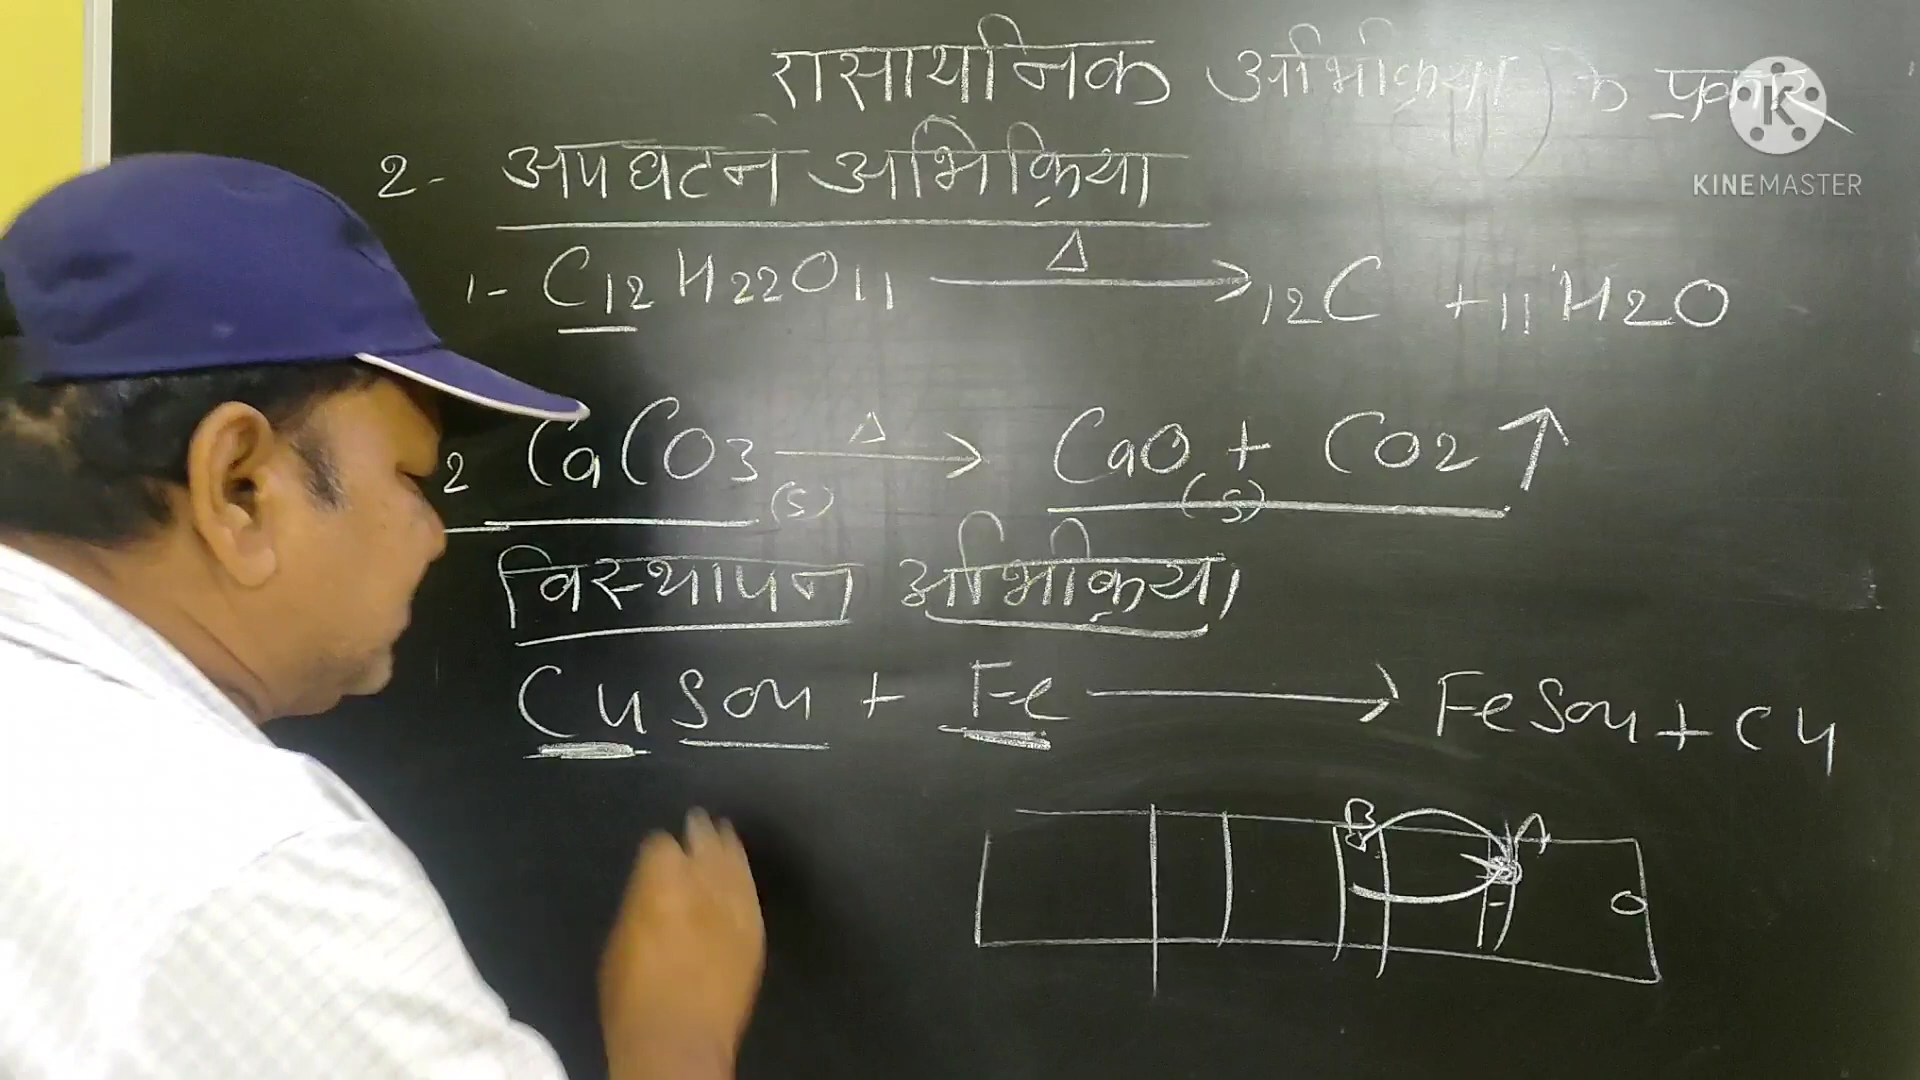 रासायनिक अभिक्रिया के प्रकार
KINEMASTER
2- अपघटन अभिक्रिया
1- C12H22O11 —Δ→ 12C + 11H2O
2 CaCO3(s) —Δ→ CaO(s) + CO2 ↑
विस्थापन अभिक्रिया
CuSO4 + Fe → FeSO4 + Cu
B A